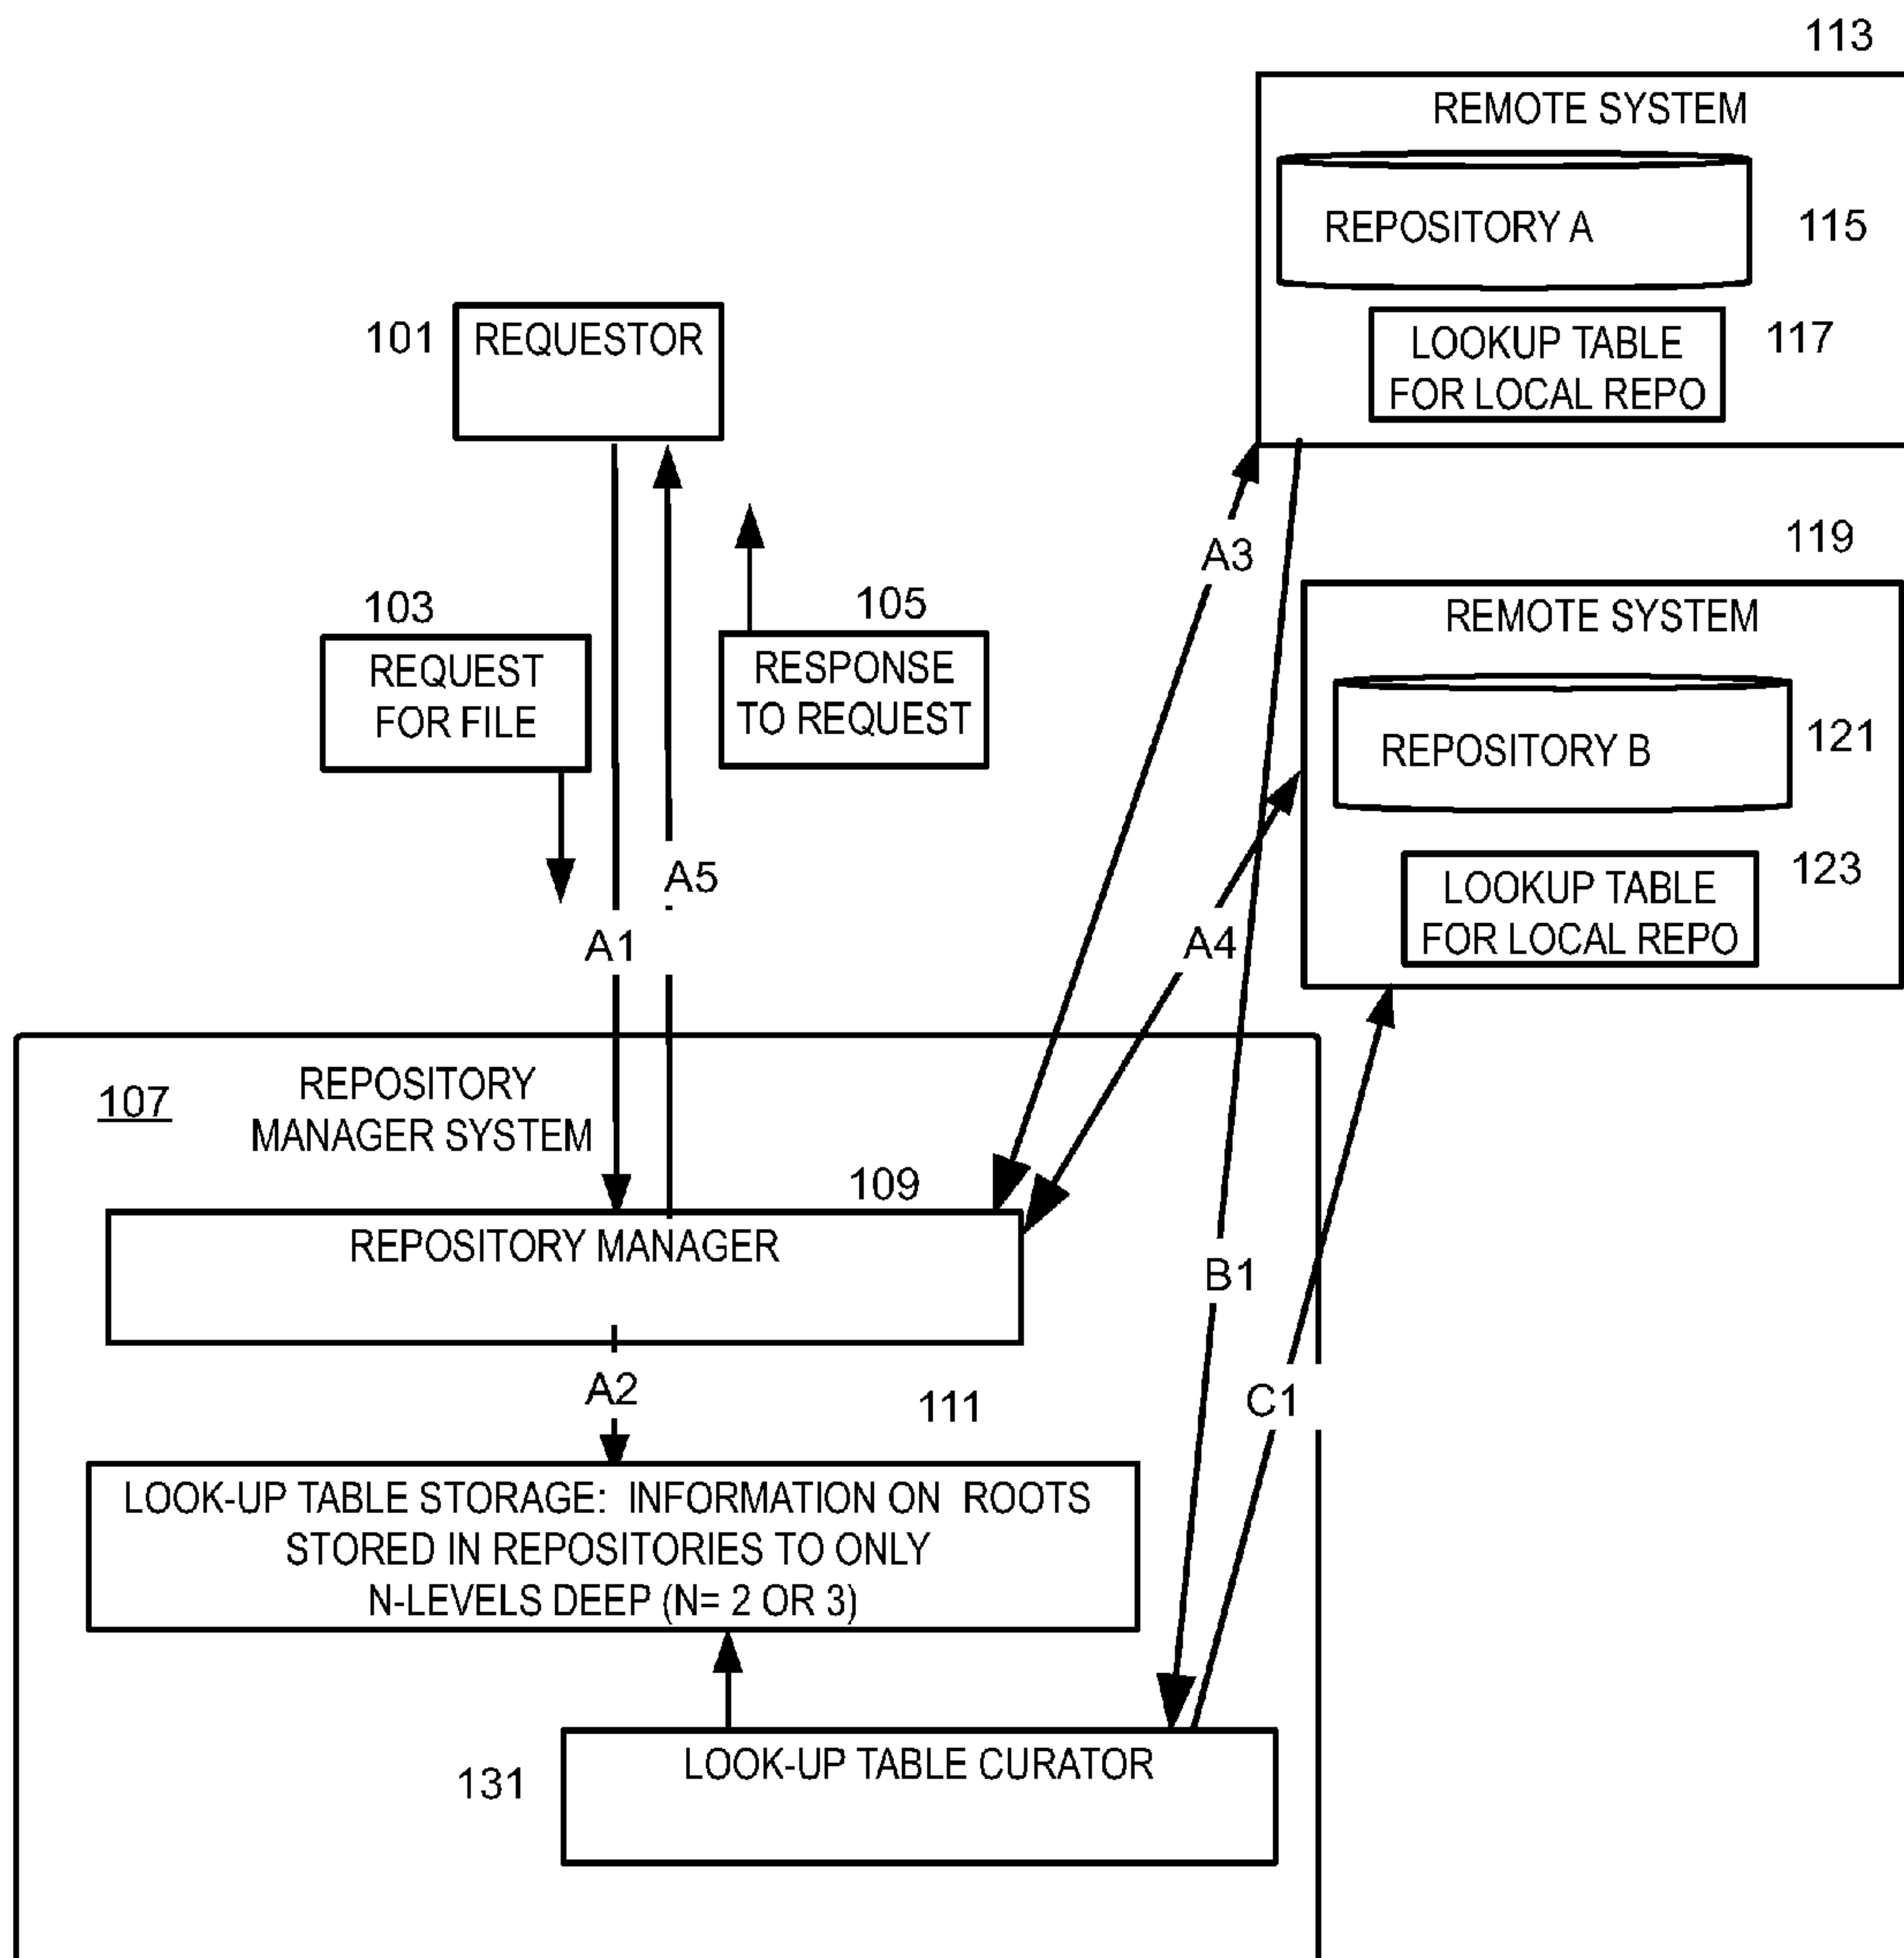 113
REMOTE SYSTEM
REPOSITORY A
115
LOOKUP TABLE
FOR LOCAL REPO
117
101
REQUESTOR
A3
119
REMOTE SYSTEM
REPOSITORY B
121
LOOKUP TABLE
FOR LOCAL REPO
123
103
REQUEST
FOR FILE
105
RESPONSE
TO REQUEST
A5
A1
A4
107
REPOSITORY
MANAGER SYSTEM
109
REPOSITORY MANAGER
B1
C1
A2
111
LOOK-UP TABLE STORAGE: INFORMATION ON ROOTS
STORED IN REPOSITORIES TO ONLY
N-LEVELS DEEP (N= 2 OR 3)
131
LOOK-UP TABLE CURATOR